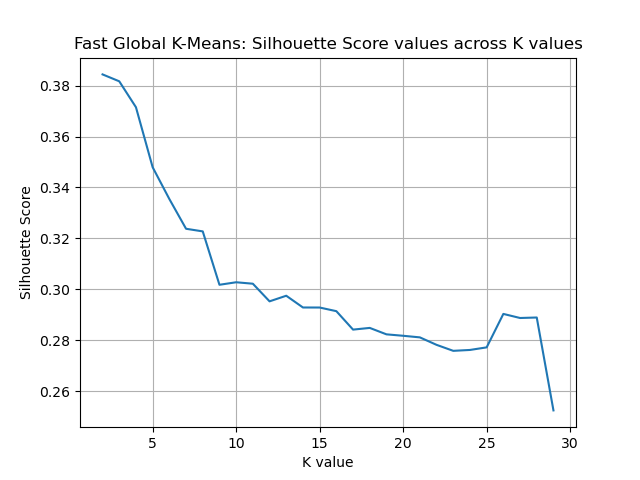 Fast Global K-Means: Silhouette Score values across K values
Silhouette Score
0.38
0.36
0.34
0.32
0.30
0.28
0.26
5 10 15 20 25 30
K value